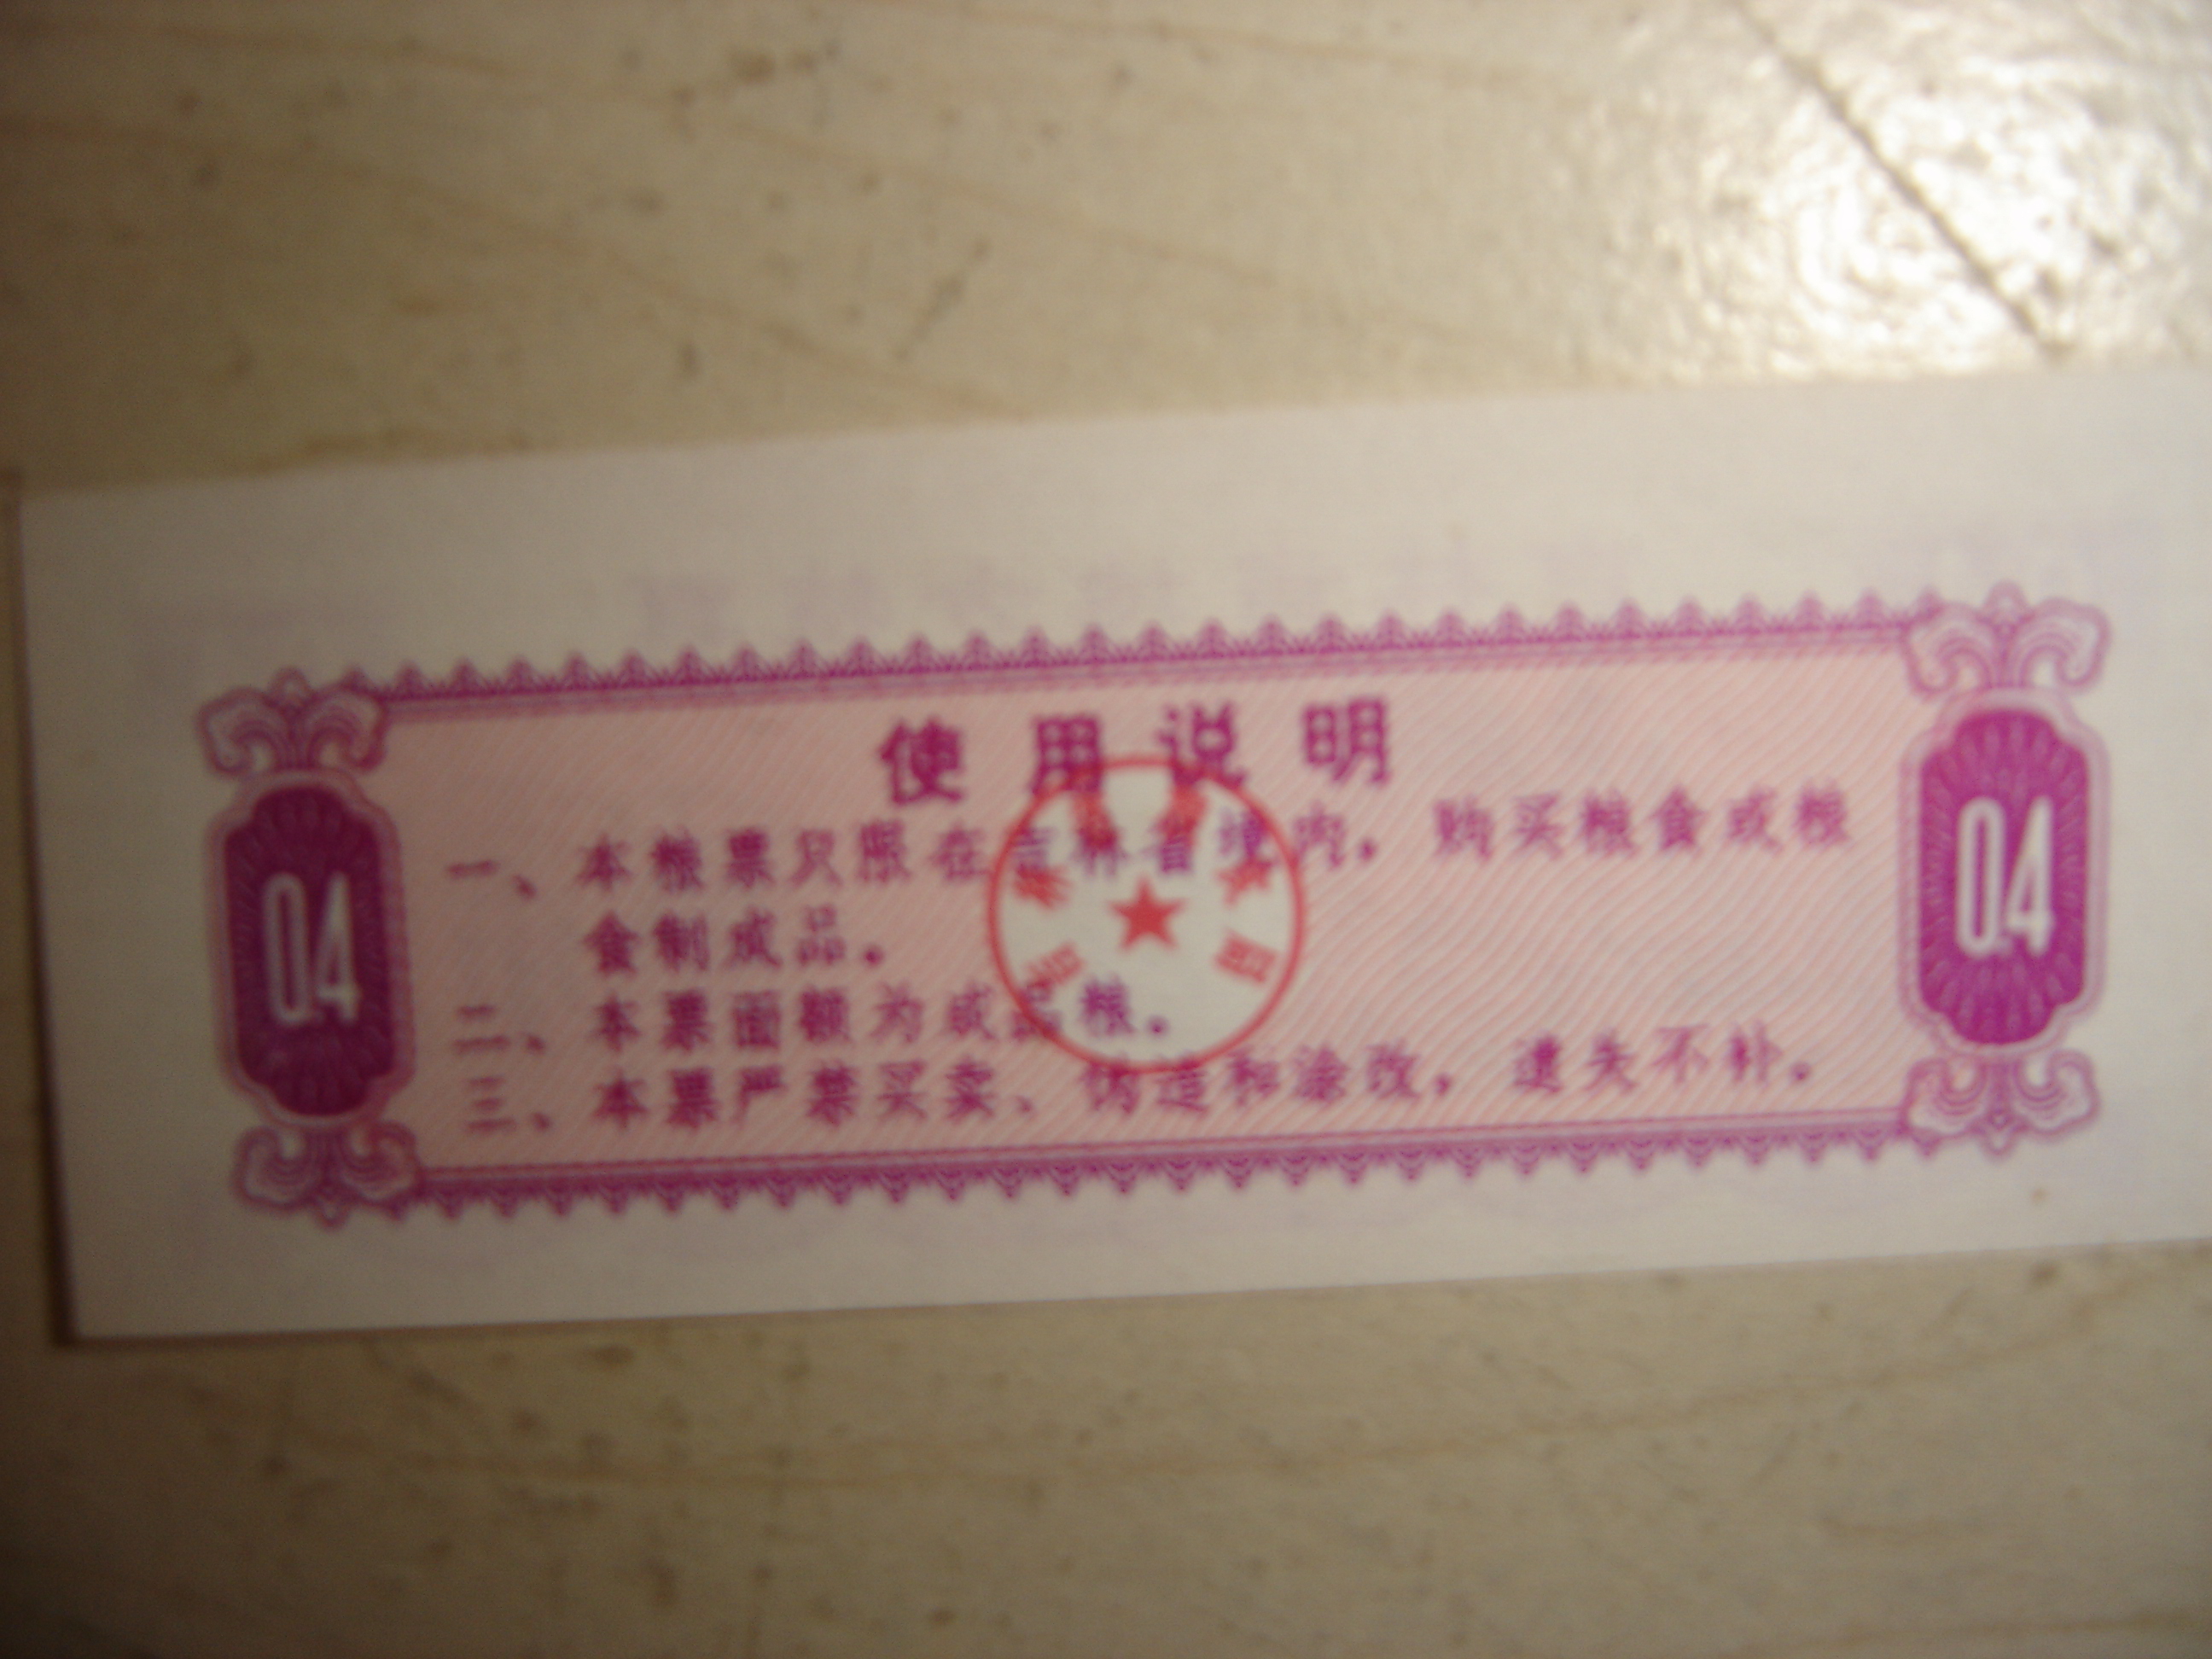 使用说明
一、本粮票只限在吉林省境内，购买粮食或粮
食制成品。
二、本票面额为成品粮。
三、本票严禁买卖、伪造和涂改，遗失不补。
0.4
0.4